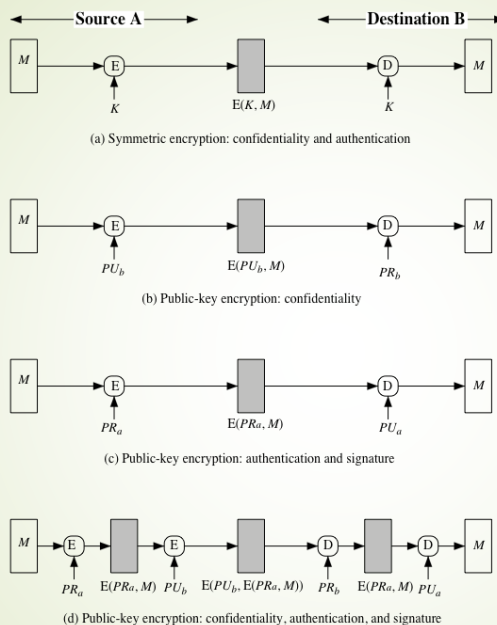 Source A Destination B
M E D M
K E(K, M) K
(a) Symmetric encryption: confidentiality and authentication
M E D M
PUb E(PUb, M) PRb
(b) Public-key encryption: confidentiality
M E D M
PRa E(PRa, M) PUa
(c) Public-key encryption: authentication and signature
M E E D D M
PRa E(PRa, M) PUb E(PUb, E(PRa, M)) PRb E(PRa, M) PUa
(d) Public-key encryption: confidentiality, authentication, and signature